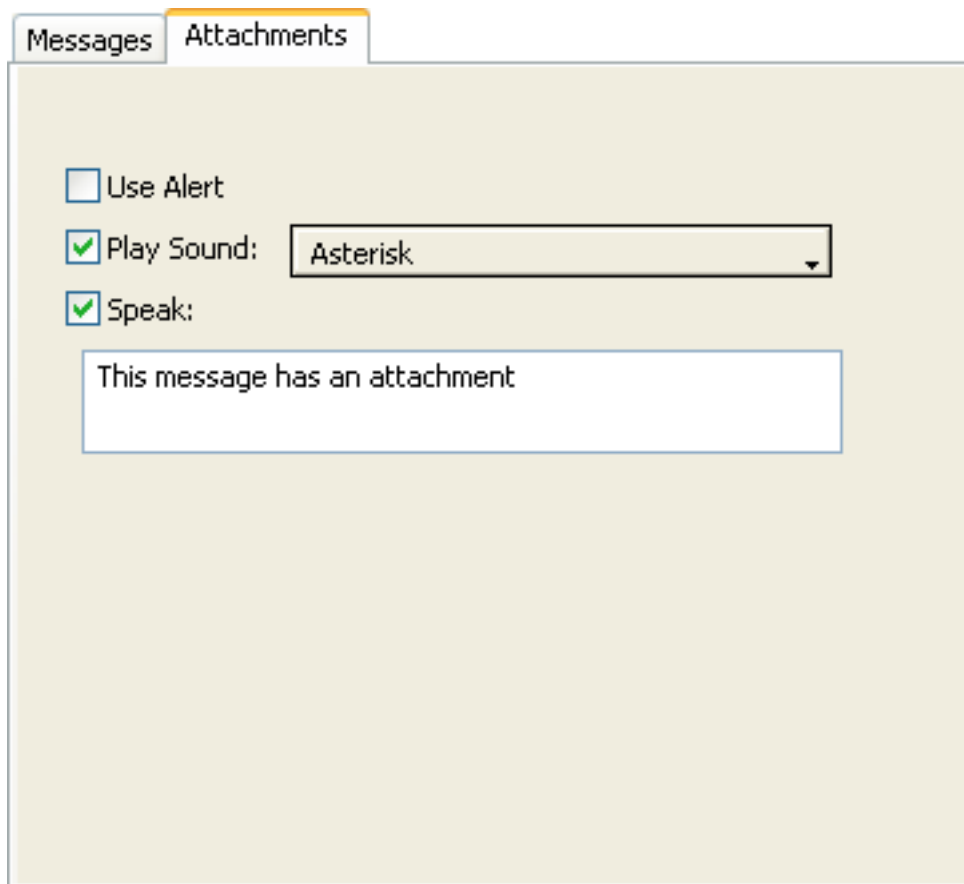 Messages Attachments
Use Alert
Play Sound: Asterisk
Speak:
This message has an attachment